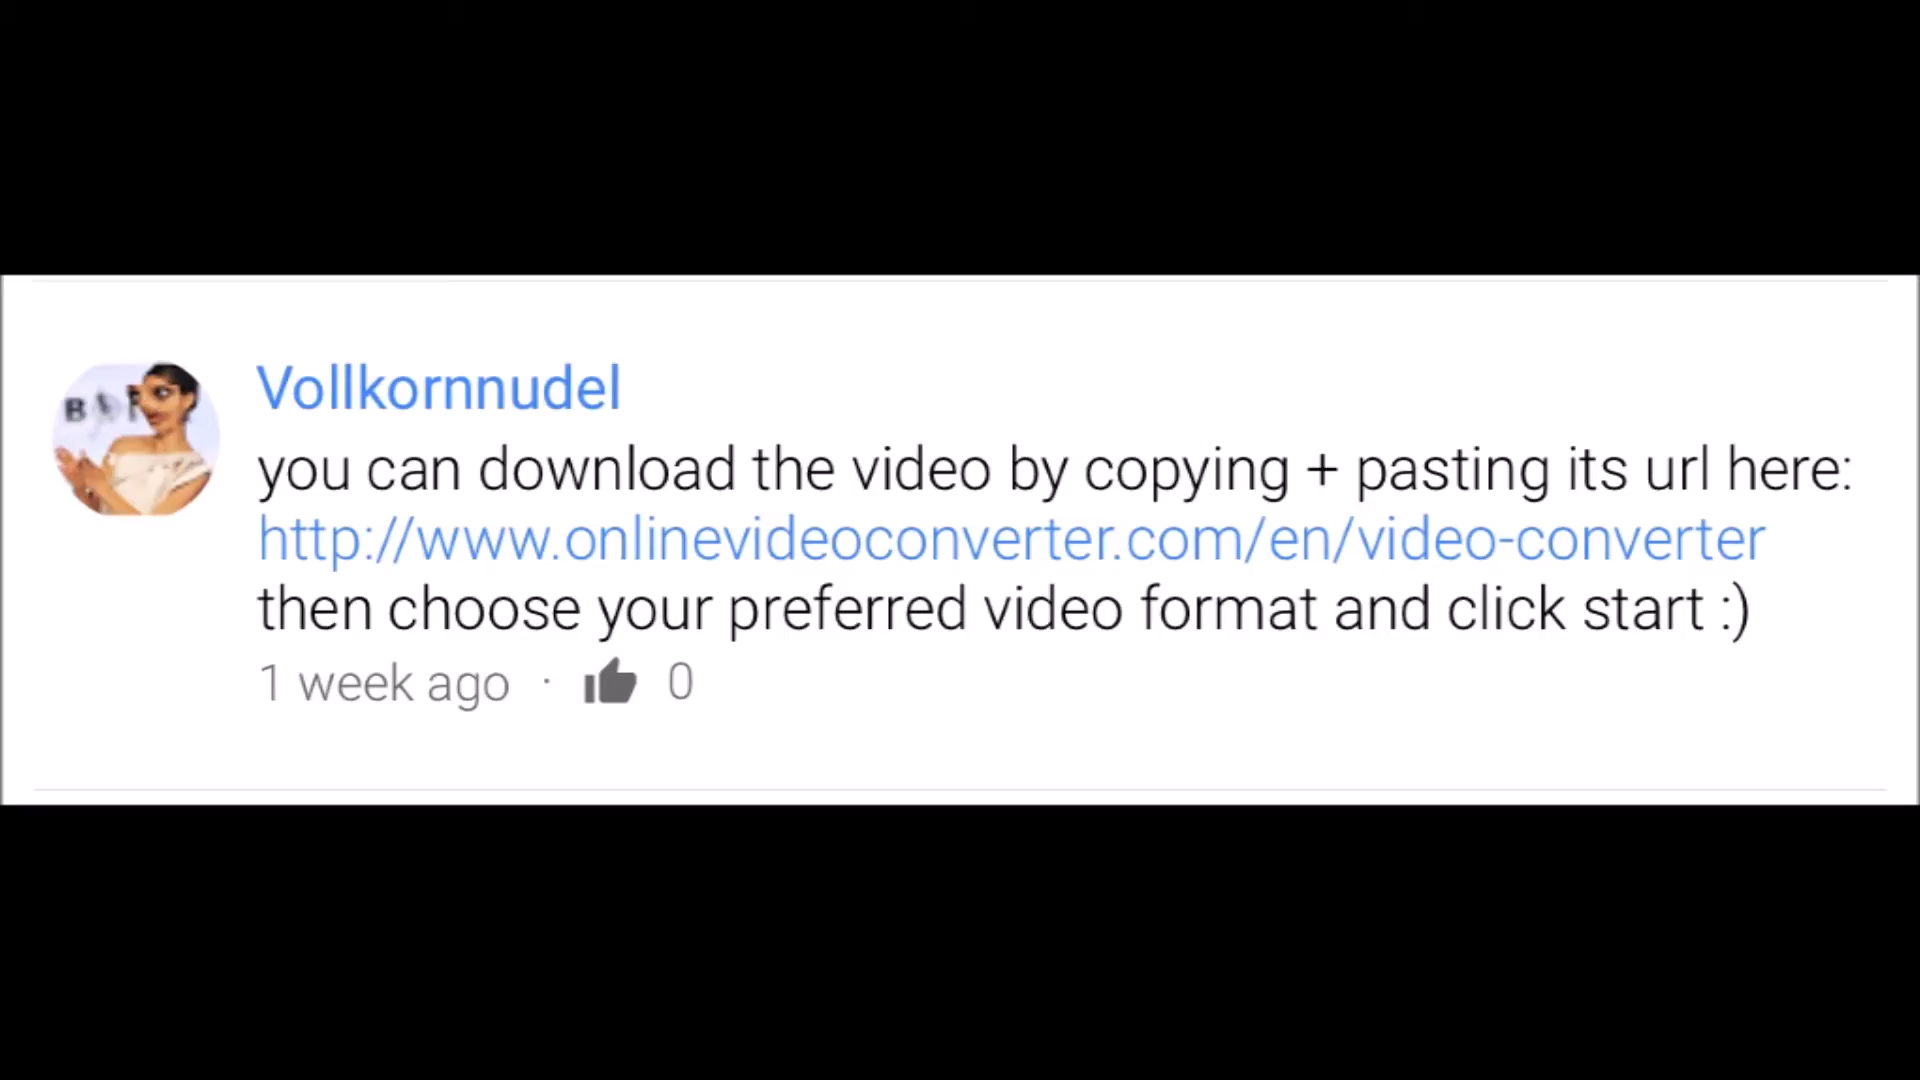 Vollkornnudel
you can download the video by copying + pasting its url here:
http://www.onlinevideoconverter.com/en/video-converter
then choose your preferred video format and click start :)
1 week ago · 0